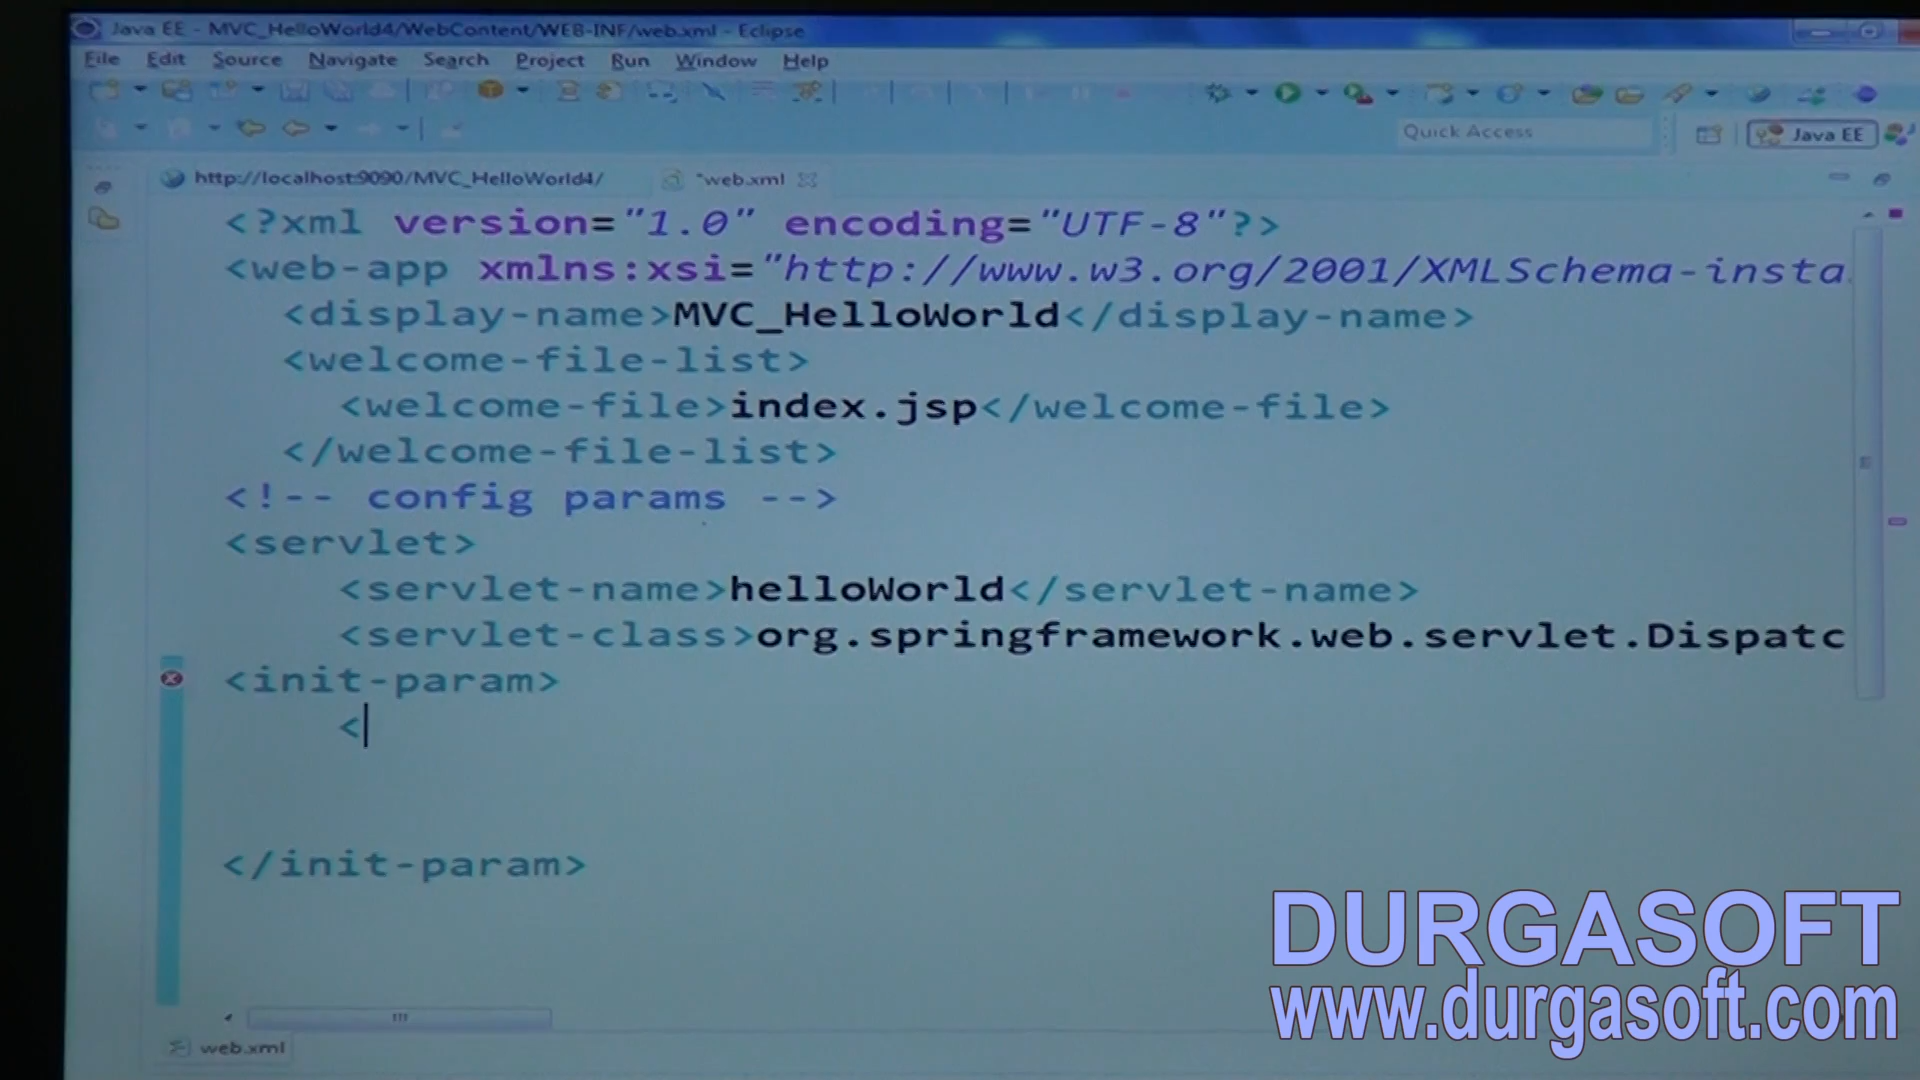 Java EE - MVC_HelloWorld4/WebContent/WEB-INF/web.xml - Eclipse
File Edit Source Navigate Search Project Run Window Help
Quick Access
Java EE
http://localhost:9090/MVC_HelloWorld4/
*web.xml
<?xml version="1.0" encoding="UTF-8"?>
<web-app xmlns:xsi="http://www.w3.org/2001/XMLSchema-insta
<display-name>MVC_HelloWorld</display-name>
<welcome-file-list>
<welcome-file>index.jsp</welcome-file>
</welcome-file-list>
<!-- config params -->
<servlet>
<servlet-name>helloWorld</servlet-name>
<servlet-class>org.springframework.web.servlet.Dispatc
<init-param>
<
</init-param>
web.xml
DURGASOFT
www.durgasoft.com